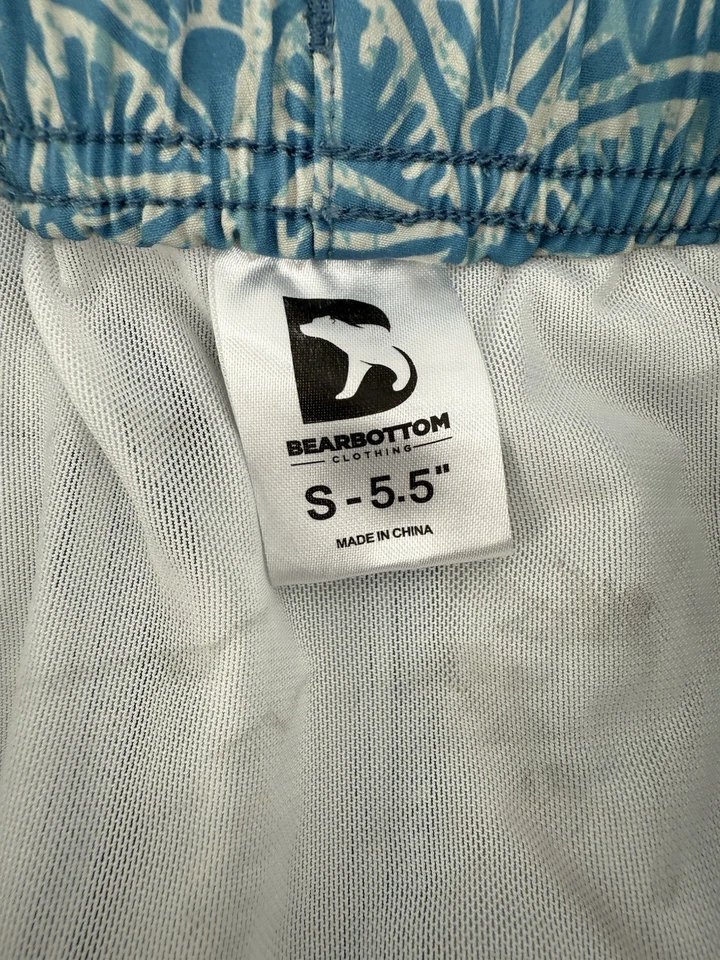 BEARBOTTOM
CLOTHING
S - 5.5"
MADE IN CHINA